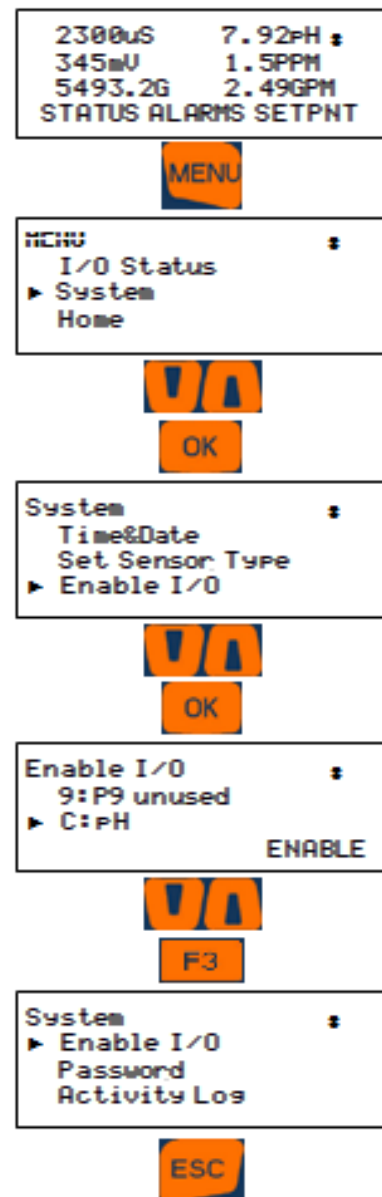 2300uS 7.92pH
345mV 1.5PPM
5493.2G 2.49GPM
STATUS ALARMS SETPNT
MENU
MENU
I/O Status
► System
Home
OK
System
Time&Date
Set Sensor Type
► Enable I/O
OK
Enable I/O
9:P9 unused
► C:pH
ENABLE
F3
System
► Enable I/O
Password
Activity Log
ESC